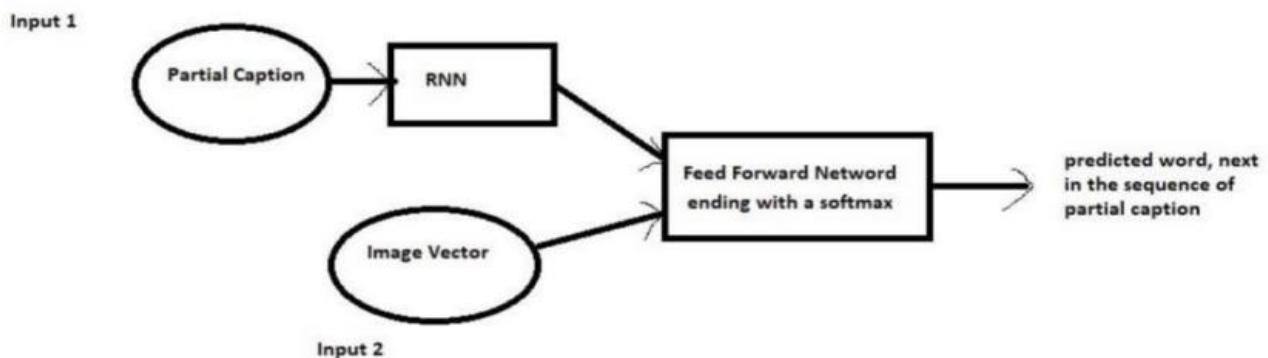 Input 1
Partial Caption
RNN
Feed Forward Netword
ending with a softmax
predicted word, next
in the sequence of
partial caption
Image Vector
Input 2